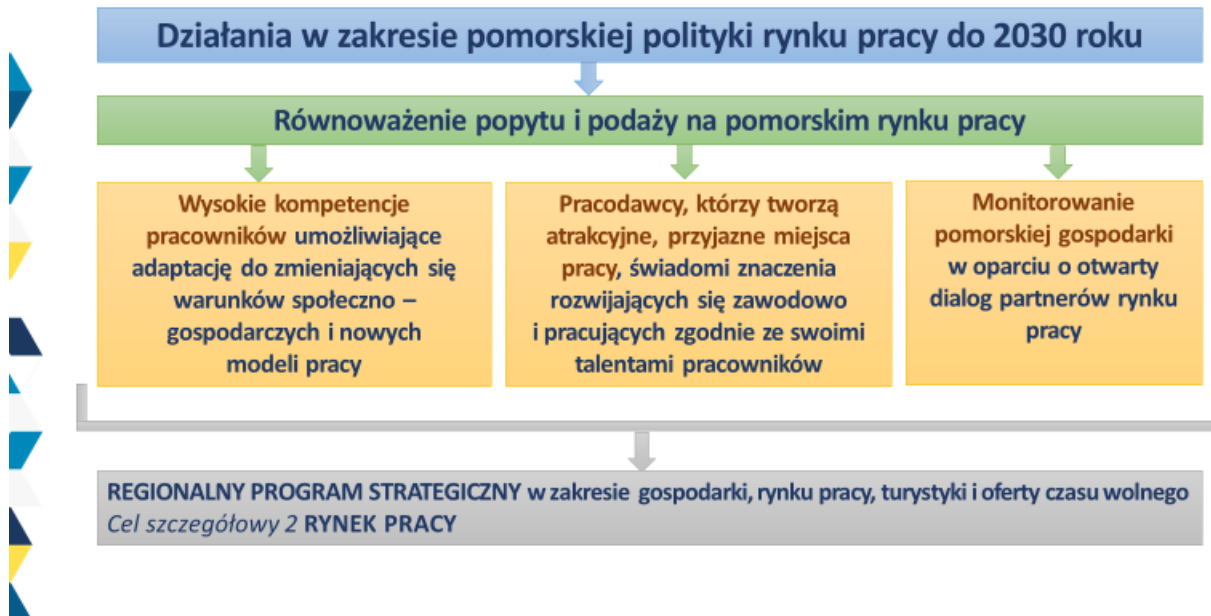 Działania w zakresie pomorskiej polityki rynku pracy do 2030 roku
Równoważenie popytu i podaży na pomorskim rynku pracy
Wysokie kompetencje
pracowników umożliwiające
adaptację do zmieniających się
warunków społeczno –
gospodarczych i nowych
modeli pracy
Pracodawcy, którzy tworzą
atrakcyjne, przyjazne miejsca
pracy, świadomi znaczenia
rozwijających się zawodowo
i pracujących zgodnie ze swoimi
talentami pracowników
Monitorowanie
pomorskiej gospodarki
w oparciu o otwarty
dialog partnerów rynku
pracy
REGIONALNY PROGRAM STRATEGICZNY w zakresie gospodarki, rynku pracy, turystyki i oferty czasu wolnego
Cel szczegółowy 2 RYNEK PRACY